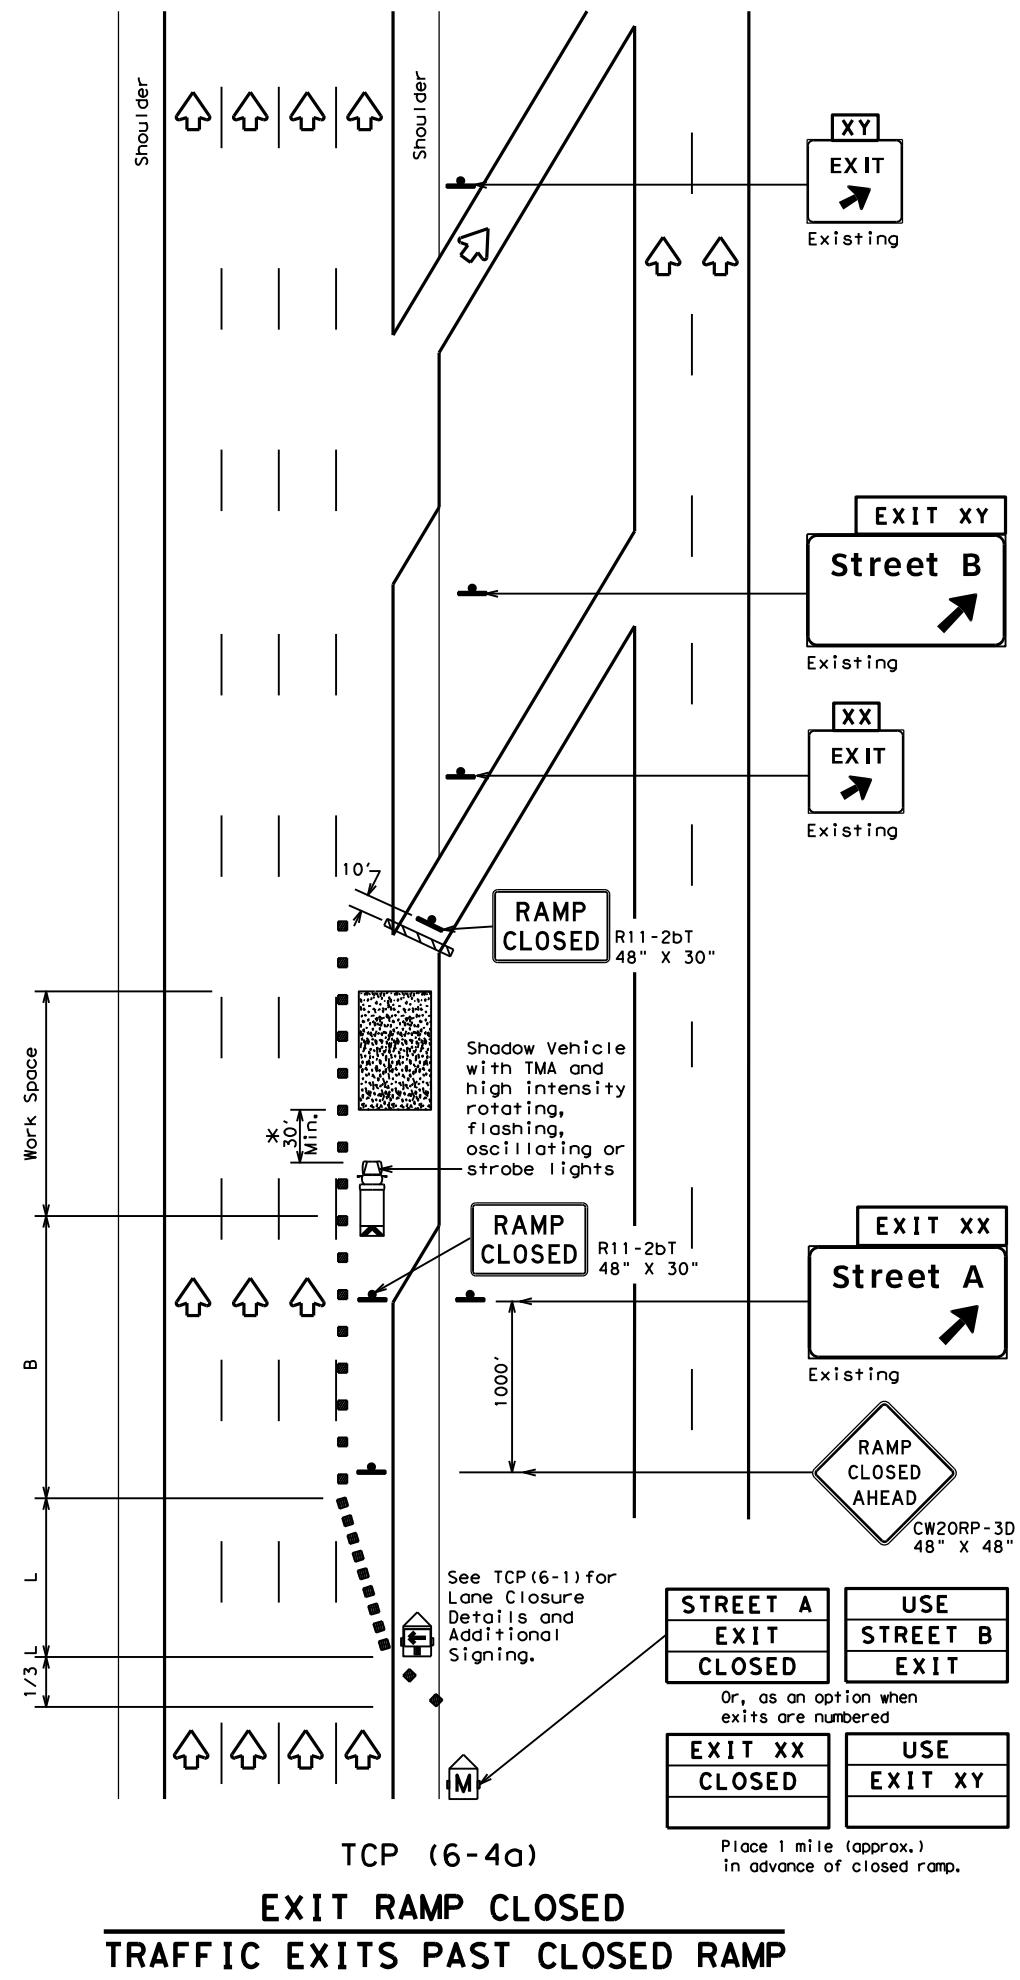 Shoulder
Shoulder
XY
EXIT
Existing
EXIT XY
Street B
Existing
XX
EXIT
Existing
10'
RAMP
CLOSED
R11-2bT
48" X 30"
Work Space
Shadow Vehicle
with TMA and
high intensity
rotating,
flashing,
oscillating or
strobe lights
*
30'
Min.
RAMP
CLOSED
R11-2bT
48" X 30"
EXIT XX
Street A
Existing
B
1000'
RAMP
CLOSED
AHEAD
CW20RP-3D
48" X 48"
L
See TCP(6-1)for
Lane Closure
Details and
Additional
Signing.
1/3 L
STREET A
EXIT
CLOSED
USE
STREET B
EXIT
Or, as an option when
exits are numbered
EXIT XX
CLOSED
USE
EXIT XY
M
Place 1 mile (approx.)
in advance of closed ramp.
TCP (6-4a)
EXIT RAMP CLOSED
TRAFFIC EXITS PAST CLOSED RAMP